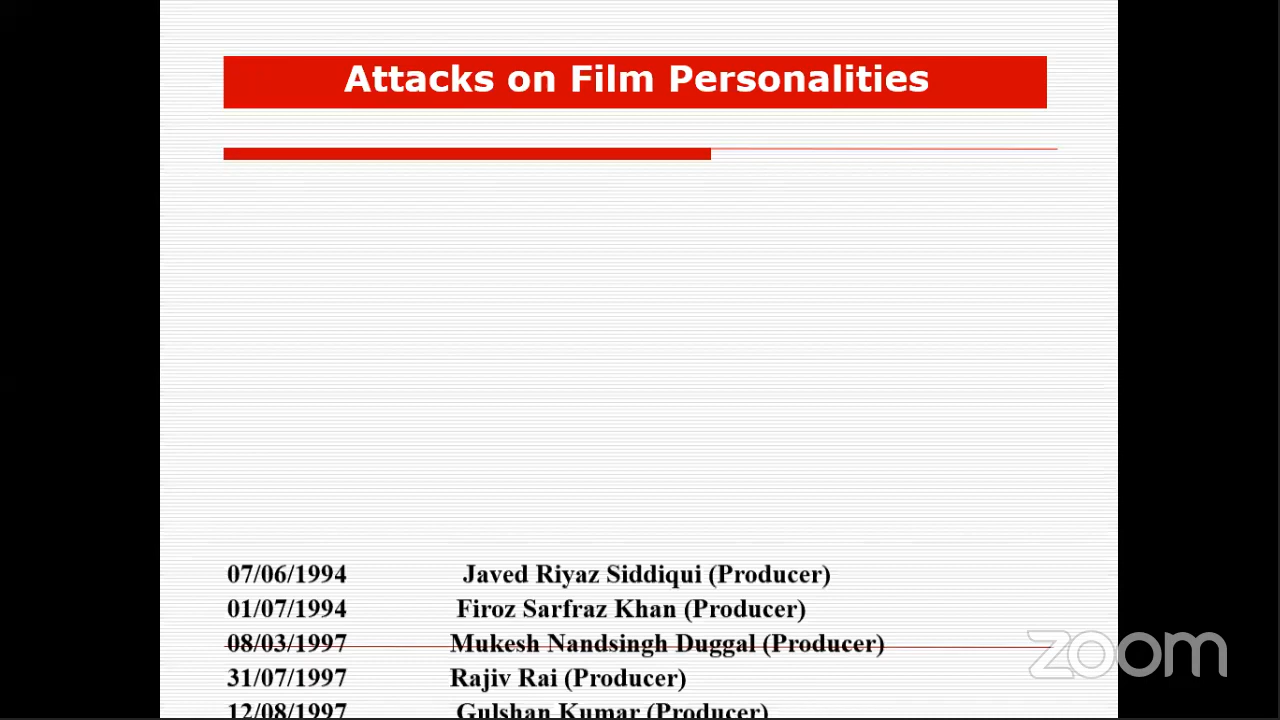 Attacks on Film Personalities
07/06/1994 Javed Riyaz Siddiqui (Producer)
01/07/1994 Firoz Sarfraz Khan (Producer)
08/03/1997 Mukesh Nandsingh Duggal (Producer)
31/07/1997 Rajiv Rai (Producer)
12/08/1997 Gulshan Kumar (Producer)
zoom